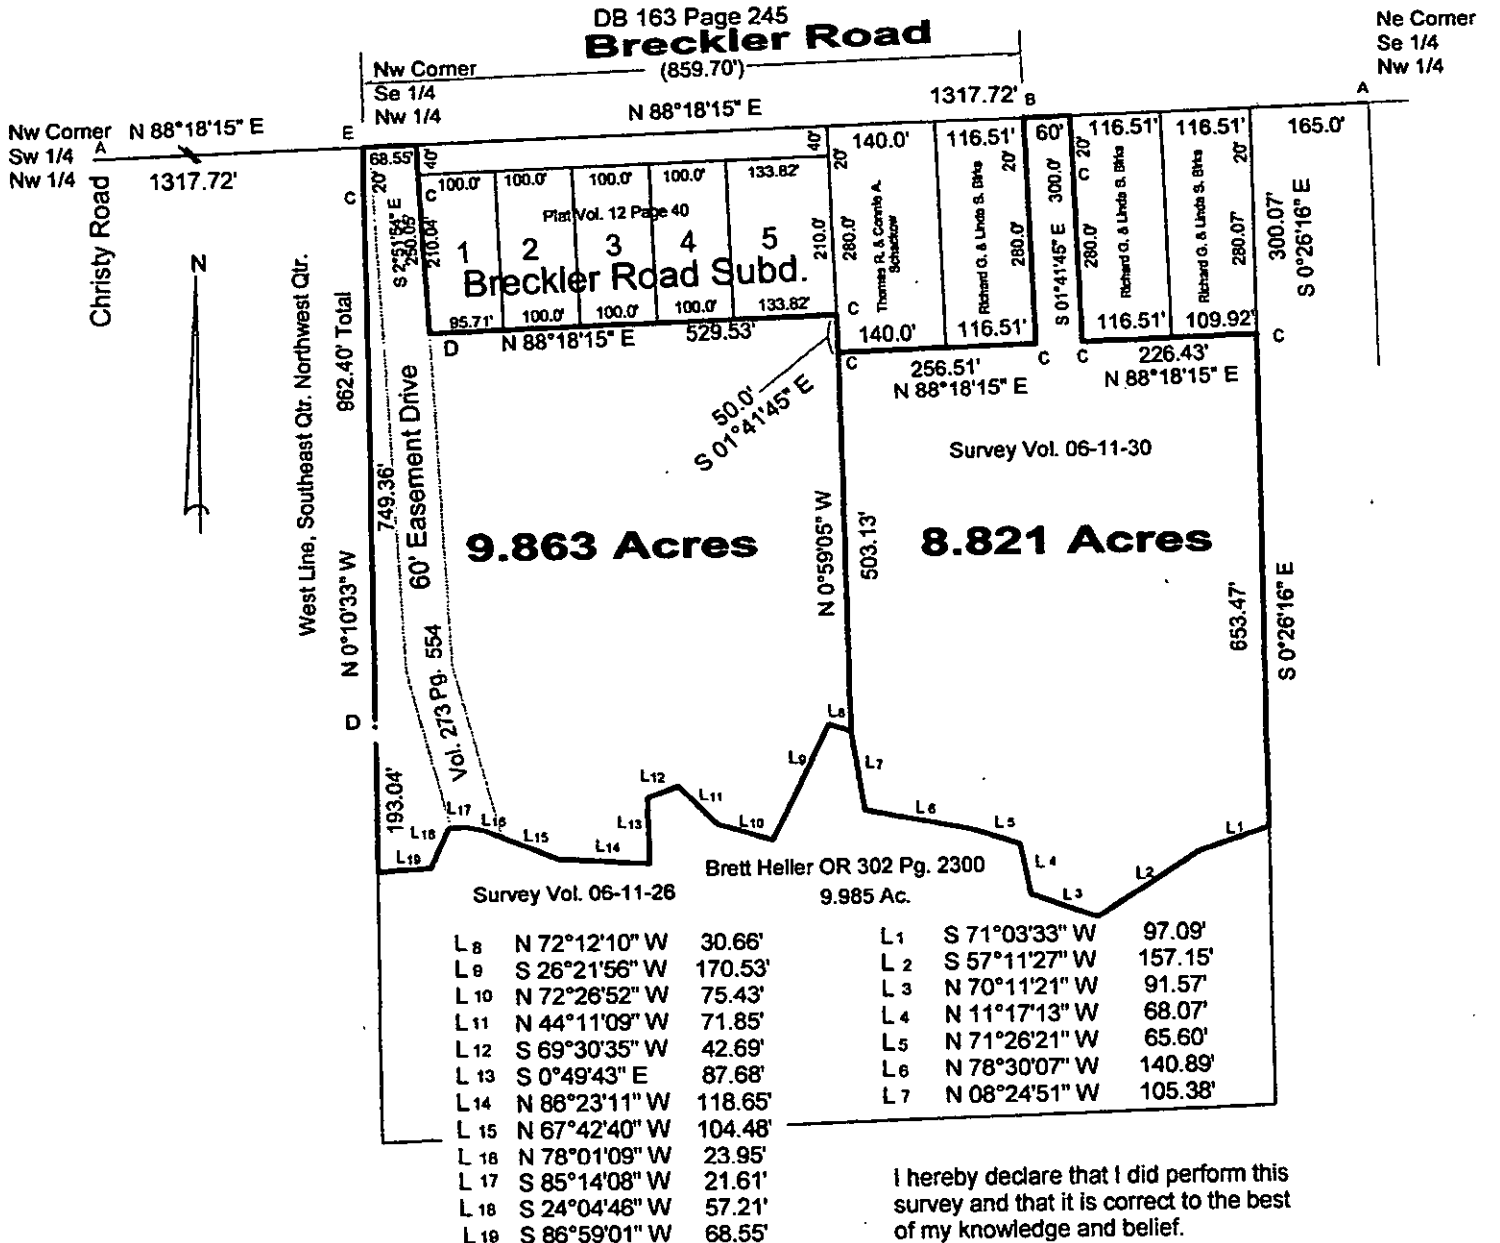 DB 163 Page 245
Breckler Road
(859.70')
Ne Corner
Se 1/4
Nw 1/4
Nw Corner
Se 1/4
Nw 1/4
N 88°18'15" E
1317.72'
B
A
Nw Corner
Sw 1/4
Nw 1/4
A
N 88°18'15" E
1317.72'
E
Christy Road
N
C
68.55'
20'
40'
40'
20'
140.0'
116.51'
20'
60'
20'
116.51'
116.51'
20'
165.0'
C
100.0'
100.0'
100.0'
100.0'
133.82'
C
Plat Vol. 12 Page 40
S 2°51'54" E
250.05'
210.04'
1
2
3
4
5
210.0'
280.0'
Breckler Road Subd.
Thomas R. & Connie A.
Schackow
Richard G. & Linda S. Birks
280.0'
300.0'
S 01°41'45" E
280.0'
Richard G. & Linda S. Birks
Richard G. & Linda S. Birks
280.07'
300.07'
S 0°26'16" E
95.71'
100.0'
100.0'
100.0'
133.82'
C
140.0'
116.51'
116.51'
109.92'
D
N 88°18'15" E
529.53'
C
C
C
C
256.51'
N 88°18'15" E
226.43'
N 88°18'15" E
50.0'
S 01°41'45" E
West Line, Southeast Qtr. Northwest Qtr.
962.40' Total
N 0°10'33" W
749.36'
60' Easement Drive
Vol. 273 Pg. 554
Survey Vol. 06-11-30
9.863 Acres
8.821 Acres
N 0°59'05" W
503.13'
653.47'
S 0°26'16" E
D
193.04'
L8
L9
L7
L12
L11
L17
L16
L13
L10
L6
L5
L1
L18
L15
L14
L19
L4
L2
L3
Brett Heller OR 302 Pg. 2300
9.985 Ac.
Survey Vol. 06-11-26
L8 N 72°12'10" W 30.66'
L9 S 26°21'56" W 170.53'
L10 N 72°26'52" W 75.43'
L11 N 44°11'09" W 71.85'
L12 S 69°30'35" W 42.69'
L13 S 0°49'43" E 87.68'
L14 N 86°23'11" W 118.65'
L15 N 67°42'40" W 104.48'
L16 N 78°01'09" W 23.95'
L17 S 85°14'08" W 21.61'
L18 S 24°04'46" W 57.21'
L19 S 86°59'01" W 68.55'
L1 S 71°03'33" W 97.09'
L2 S 57°11'27" W 157.15'
L3 N 70°11'21" W 91.57'
L4 N 11°17'13" W 68.07'
L5 N 71°26'21" W 65.60'
L6 N 78°30'07" W 140.89'
L7 N 08°24'51" W 105.38'
I hereby declare that I did perform this
survey and that it is correct to the best
of my knowledge and belief.